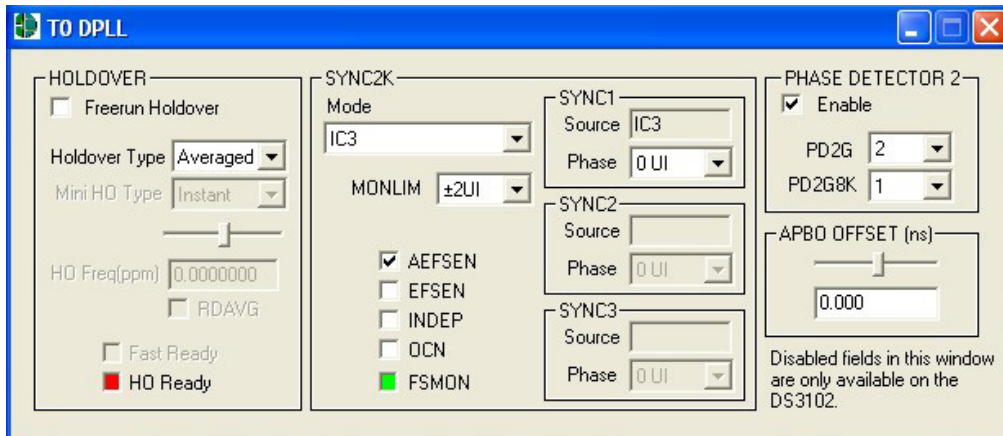 T0 DPLL
HOLDOVER
Freerun Holdover
Holdover Type Averaged
Mini HO Type Instant
HO Freq(ppm) 0.0000000
RDAVG
Fast Ready
HO Ready
SYNC2K
Mode
IC3
MONLIM ±2UI
AEFSEN
EFSEN
INDEP
OCN
FSMON
SYNC1
Source IC3
Phase 0 UI
SYNC2
Source
Phase 0 UI
SYNC3
Source
Phase 0 UI
PHASE DETECTOR 2
Enable
PD2G 2
PD2G8K 1
APBO OFFSET (ns)
0.000
Disabled fields in this window
are only available on the
DS3102.